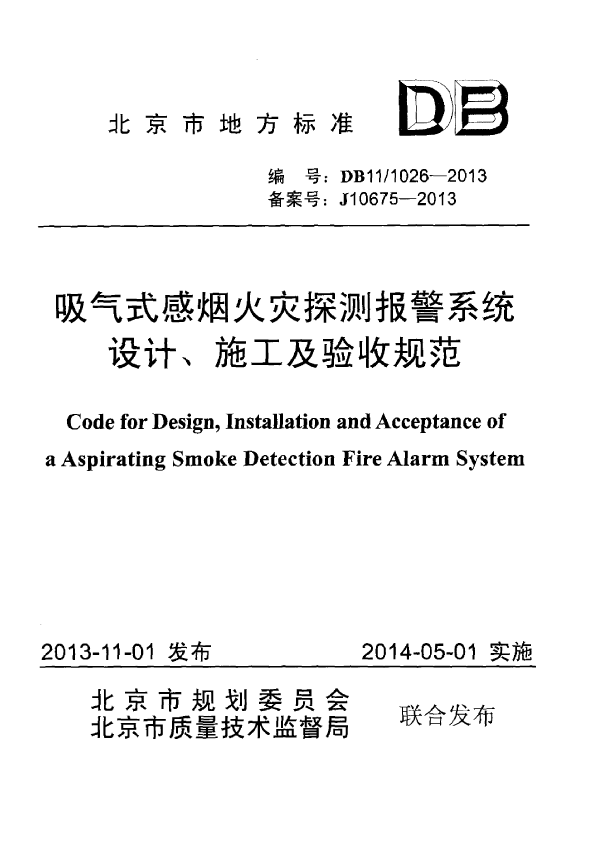 DB
北京市地方标准
编 号：DB11/1026—2013
备案号：J10675—2013
吸气式感烟火灾探测报警系统
设计、施工及验收规范
Code for Design, Installation and Acceptance of
a Aspirating Smoke Detection Fire Alarm System
2013-11-01 发布 2014-05-01 实施
北京市规划委员会
北京市质量技术监督局
联合发布